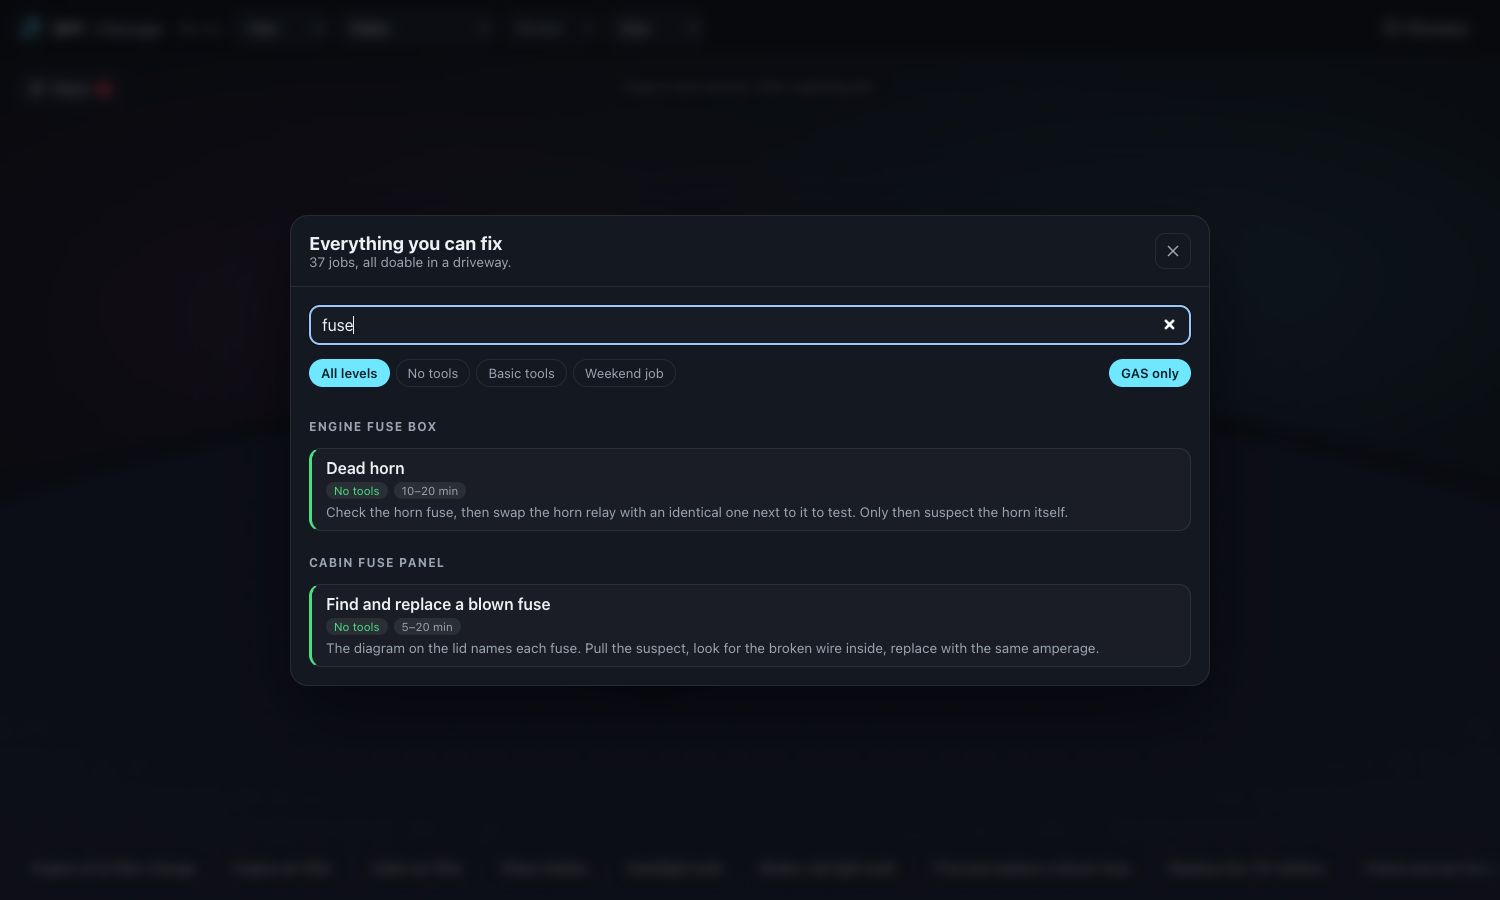 Everything you can fix
37 jobs, all doable in a driveway.
fuse
All levels No tools Basic tools Weekend job GAS only
ENGINE FUSE BOX
Dead horn
No tools 10–20 min
Check the horn fuse, then swap the horn relay with an identical one next to it to test. Only then suspect the horn itself.
CABIN FUSE PANEL
Find and replace a blown fuse
No tools 5–20 min
The diagram on the lid names each fuse. Pull the suspect, look for the broken wire inside, replace with the same amperage.